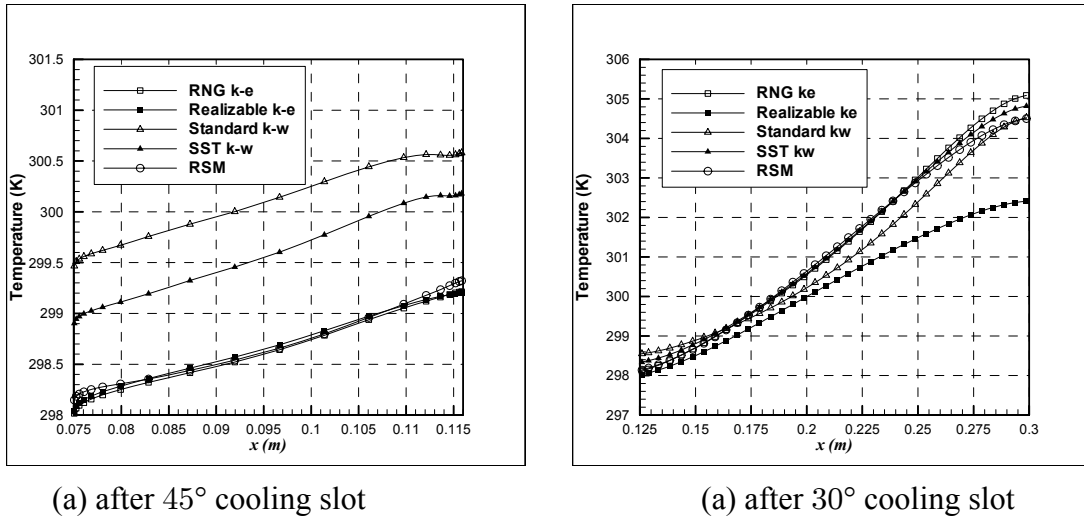 301.5
301
300.5
300
299.5
299
298.5
298
Temperature (K)
RNG k-e
Realizable k-e
Standard k-w
SST k-w
RSM
0.075 0.08 0.085 0.09 0.095 0.1 0.105 0.11 0.115
x (m)
(a) after 45° cooling slot
306
305
304
303
302
301
300
299
298
297
Temperature (K)
RNG ke
Realizable ke
Standard kw
SST kw
RSM
0.125 0.15 0.175 0.2 0.225 0.25 0.275 0.3
x (m)
(a) after 30° cooling slot